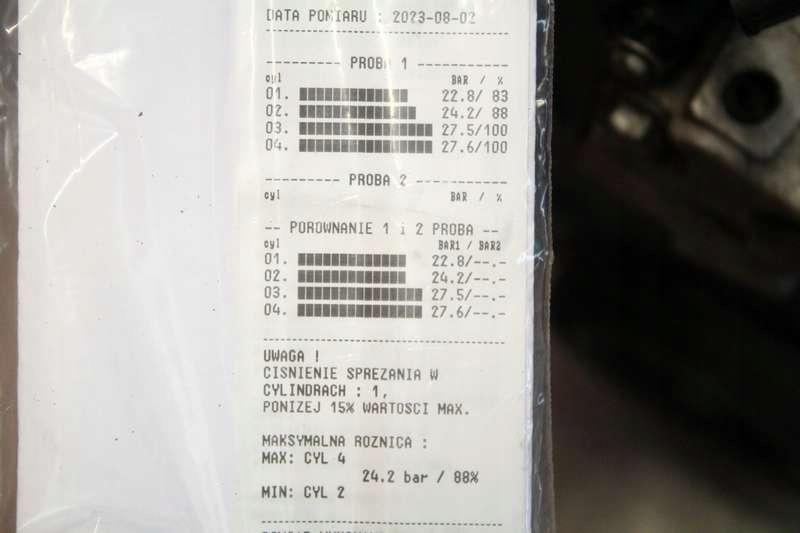 DATA POMIARU : 2023-08-02
PROBA 1
cyl BAR / %
01. 22.8/ 83
02. 24.2/ 88
03. 27.5/100
04. 27.6/100
PROBA 2
cyl BAR / %
-- POROWNANIE 1 i 2 PROBA --
cyl BAR1 / BAR2
01. 22.8/--.-
02. 24.2/--.-
03. 27.5/--.-
04. 27.6/--.-
UWAGA !
CISNIENIE SPREZANIA W
CYLINDRACH : 1,
PONIZEJ 15% WARTOSCI MAX.
MAKSYMALNA ROZNICA :
MAX: CYL 4
24.2 bar / 88%
MIN: CYL 2